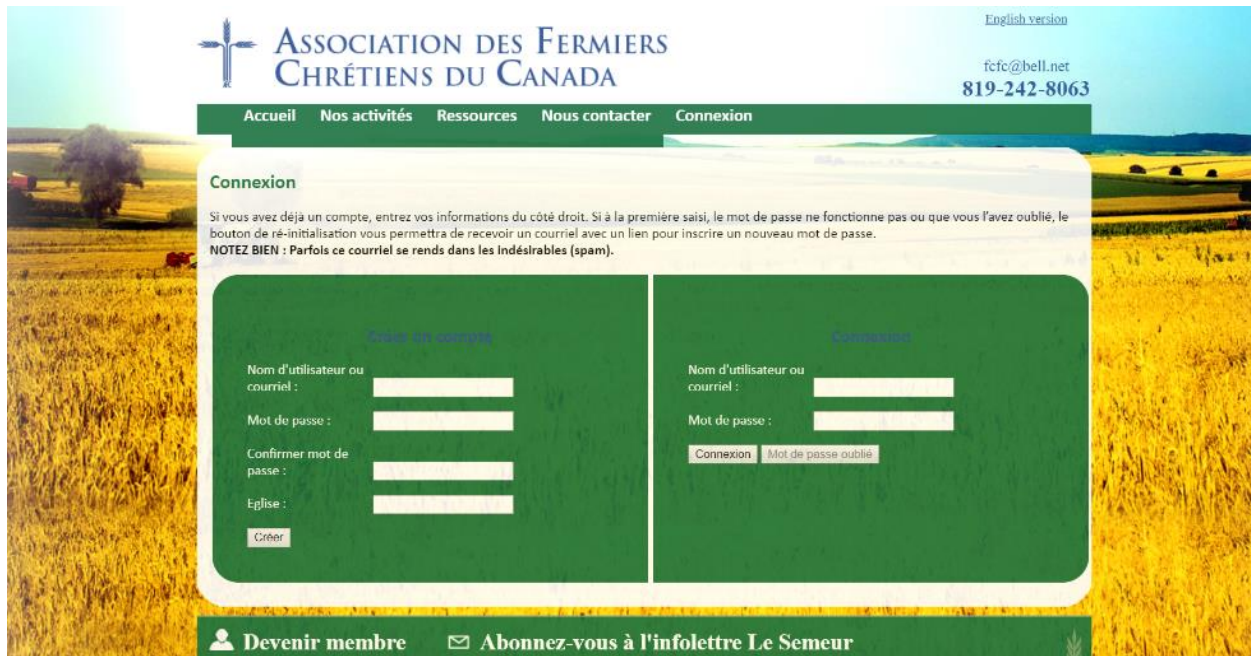 English version
ASSOCIATION DES FERMIERS
CHRÉTIENS DU CANADA
fcfc@bell.net
819-242-8063
Accueil Nos activités Ressources Nous contacter Connexion
Connexion
Si vous avez déjà un compte, entrez vos informations du côté droit. Si à la première saisi, le mot de passe ne fonctionne pas ou que vous l'avez oublié, le
bouton de ré-initialisation vous permettra de recevoir un courriel avec un lien pour inscrire un nouveau mot de passe.
NOTEZ BIEN : Parfois ce courriel se rends dans les indésirables (spam).
Créer un compte
Nom d'utilisateur ou
courriel :
Mot de passe :
Confirmer mot de
passe :
Eglise :
Créer
Connexion
Nom d'utilisateur ou
courriel :
Mot de passe :
Connexion Mot de passe oublié
Devenir membre Abonnez-vous à l'infolettre Le Semeur